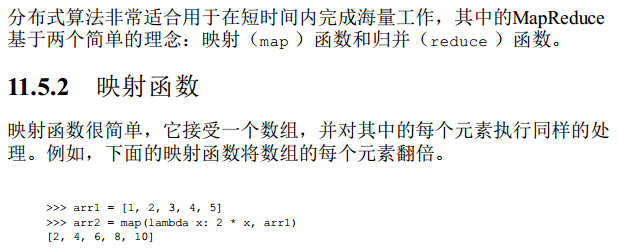 分布式算法非常适合用于在短时间内完成海量工作，其中的MapReduce
基于两个简单的理念：映射（map ）函数和归并（reduce ）函数。
11.5.2 映射函数
映射函数很简单，它接受一个数组，并对其中的每个元素执行同样的处
理。例如，下面的映射函数将数组的每个元素翻倍。
>>> arr1 = [1, 2, 3, 4, 5]
>>> arr2 = map(lambda x: 2 * x, arr1)
[2, 4, 6, 8, 10]